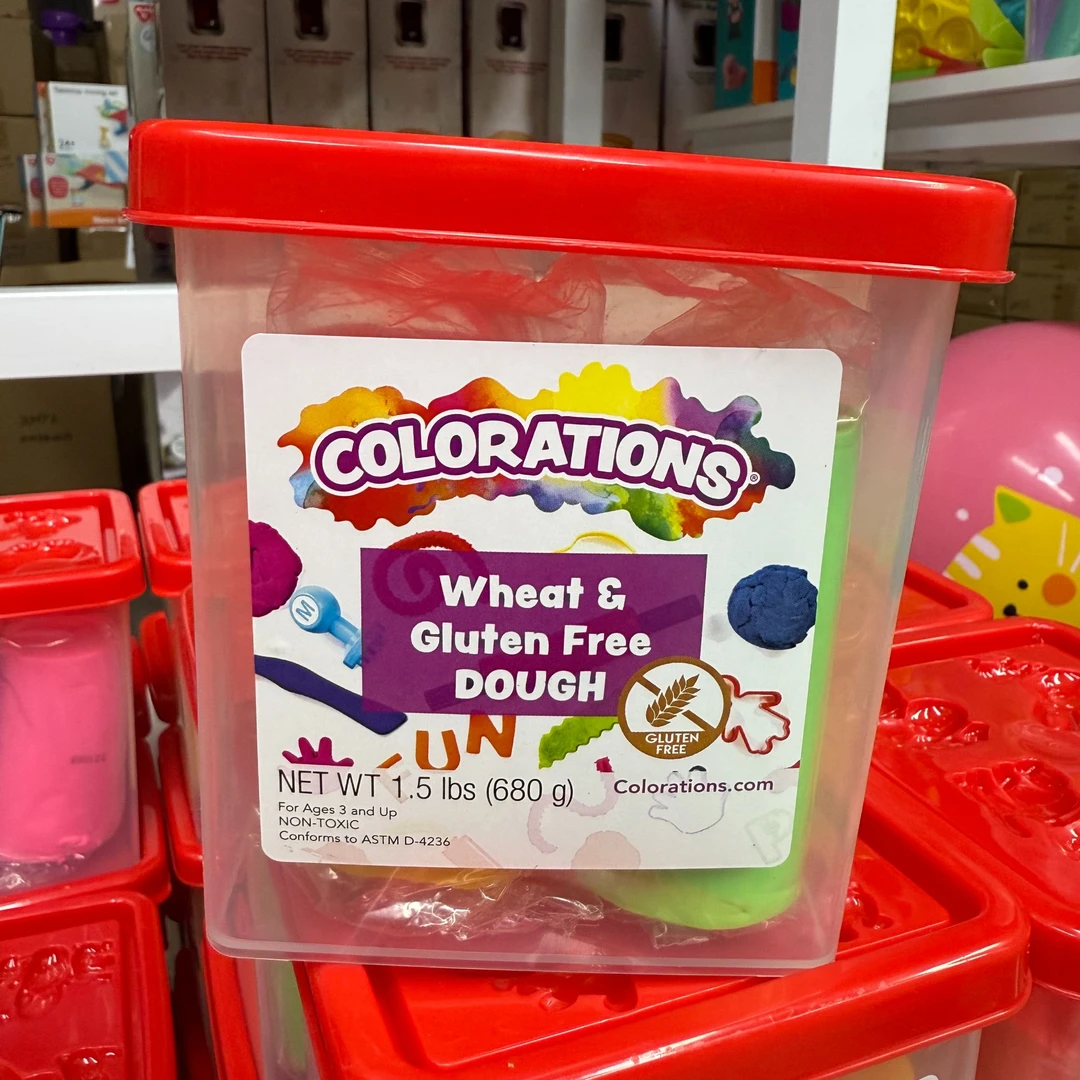 COLORATIONS®
Wheat &
Gluten Free
DOUGH
M
GLUTEN
FREE
FUN
NET WT 1.5 lbs (680 g)
Colorations.com
For Ages 3 and Up
NON-TOXIC
Conforms to ASTM D-4236